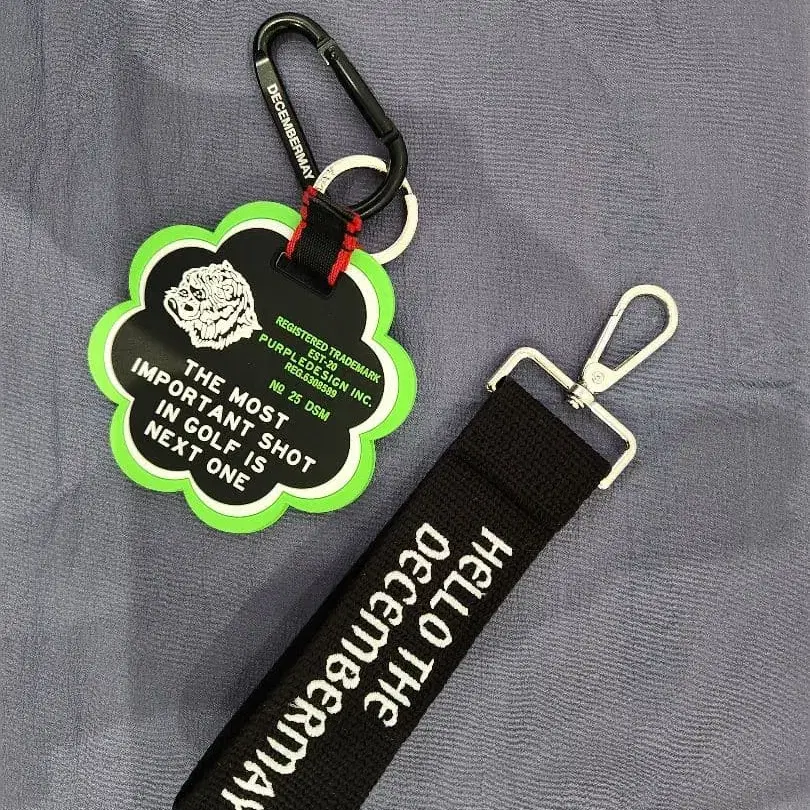 DECEMBERMAY
REGISTERED TRADEMARK
EST-20
PURPLEDESIGN INC.
REG.6308589
№ 25 DSM
THE MOST
IMPORTANT SHOT
IN GOLF IS
NEXT ONE
HELLO THE
DECEMBERMAY